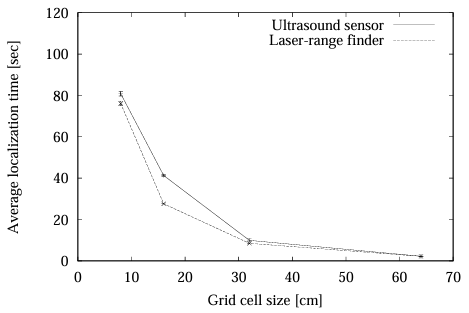 120
100
80
60
40
20
0
Average localization time [sec]
Ultrasound sensor
Laser-range finder
0 10 20 30 40 50 60 70
Grid cell size [cm]